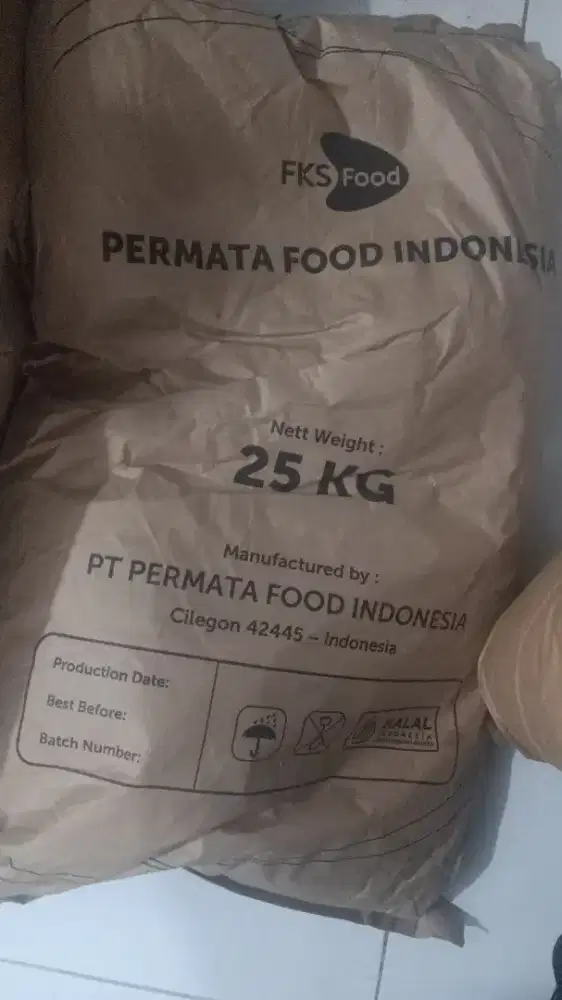 FKS Food
PERMATA FOOD INDONESIA
Nett Weight :
25 KG
Manufactured by :
PT PERMATA FOOD INDONESIA
Cilegon 42445 – Indonesia
Production Date:
Best Before:
Batch Number:
HALAL
INDONESIA